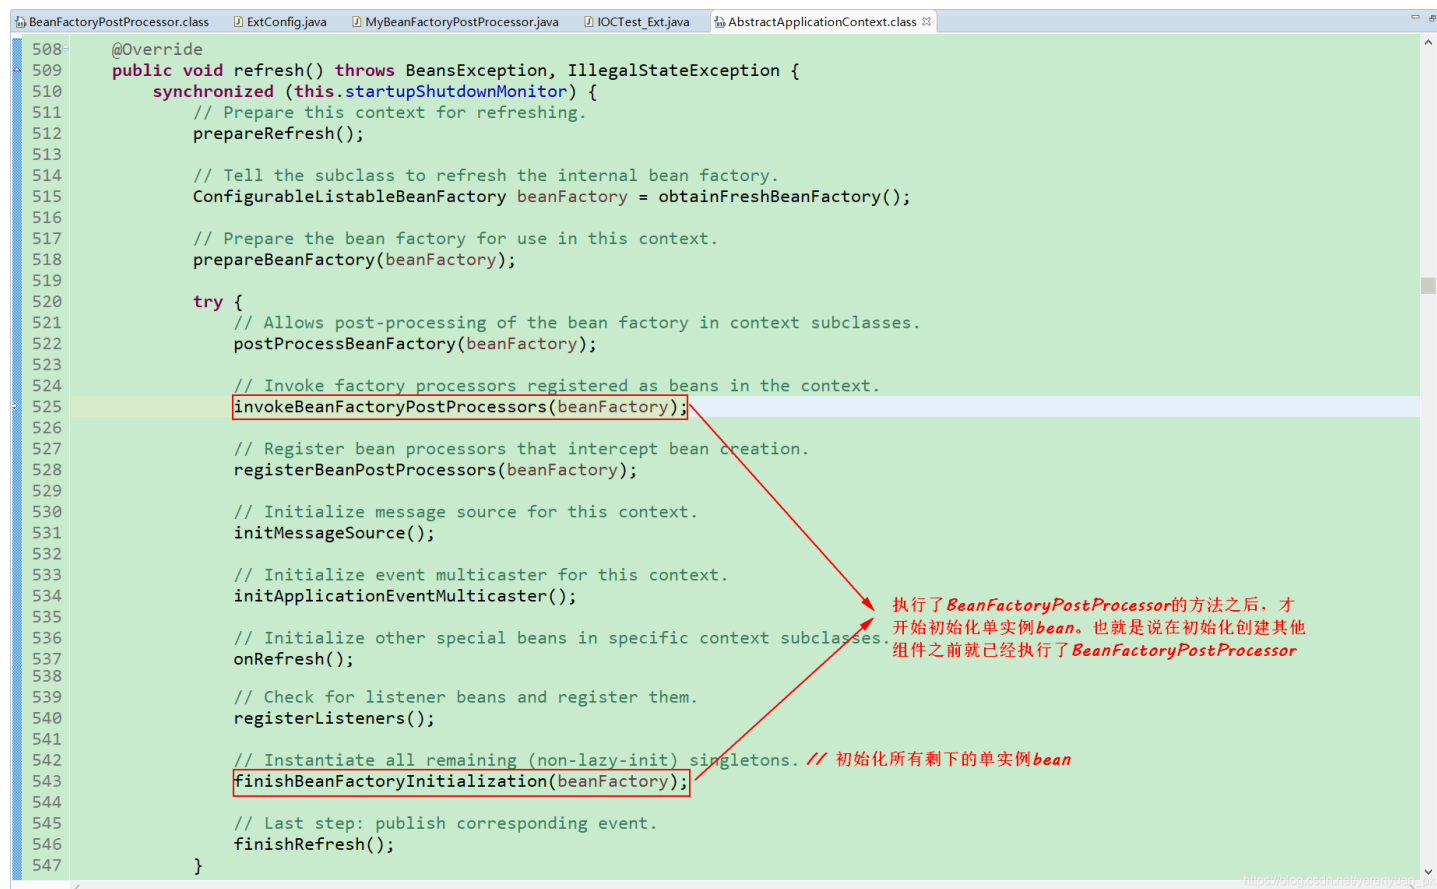 BeanFactoryPostProcessor.class ExtConfig.java MyBeanFactoryPostProcessor.java IOCTest_Ext.java AbstractApplicationContext.class
508 @Override
509 public void refresh() throws BeansException, IllegalStateException {
510 synchronized (this.startupShutdownMonitor) {
511 // Prepare this context for refreshing.
512 prepareRefresh();
513
514 // Tell the subclass to refresh the internal bean factory.
515 ConfigurableListableBeanFactory beanFactory = obtainFreshBeanFactory();
516
517 // Prepare the bean factory for use in this context.
518 prepareBeanFactory(beanFactory);
519
520 try {
521 // Allows post-processing of the bean factory in context subclasses.
522 postProcessBeanFactory(beanFactory);
523
524 // Invoke factory processors registered as beans in the context.
525 invokeBeanFactoryPostProcessors(beanFactory);
526
527 // Register bean processors that intercept bean creation.
528 registerBeanPostProcessors(beanFactory);
529
530 // Initialize message source for this context.
531 initMessageSource();
532
533 // Initialize event multicaster for this context.
534 initApplicationEventMulticaster();
535
536 // Initialize other special beans in specific context subclasses.
537 onRefresh();
538
539 // Check for listener beans and register them.
540 registerListeners();
541
542 // Instantiate all remaining (non-lazy-init) singletons. // 初始化所有剩下的单实例bean
543 finishBeanFactoryInitialization(beanFactory);
544
545 // Last step: publish corresponding event.
546 finishRefresh();
547 }
执行了BeanFactoryPostProcessor的方法之后，才
开始初始化单实例bean。也就是说在初始化创建其他
组件之前就已经执行了BeanFactoryPostProcessor